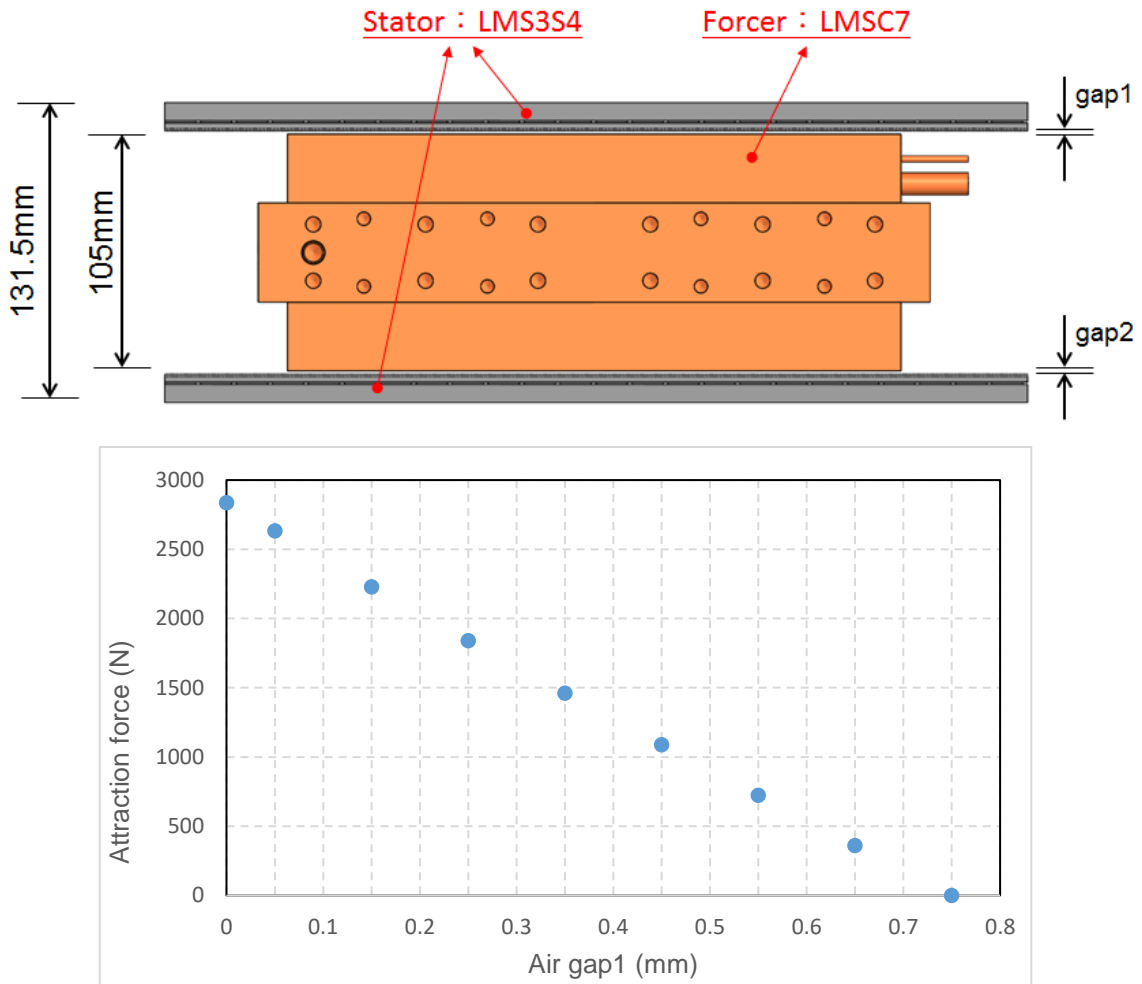 Stator：LMS3S4
Forcer：LMSC7
gap1
131.5mm
105mm
gap2
3000
2500
2000
1500
1000
500
0
Attraction force (N)
0 0.1 0.2 0.3 0.4 0.5 0.6 0.7 0.8
Air gap1 (mm)